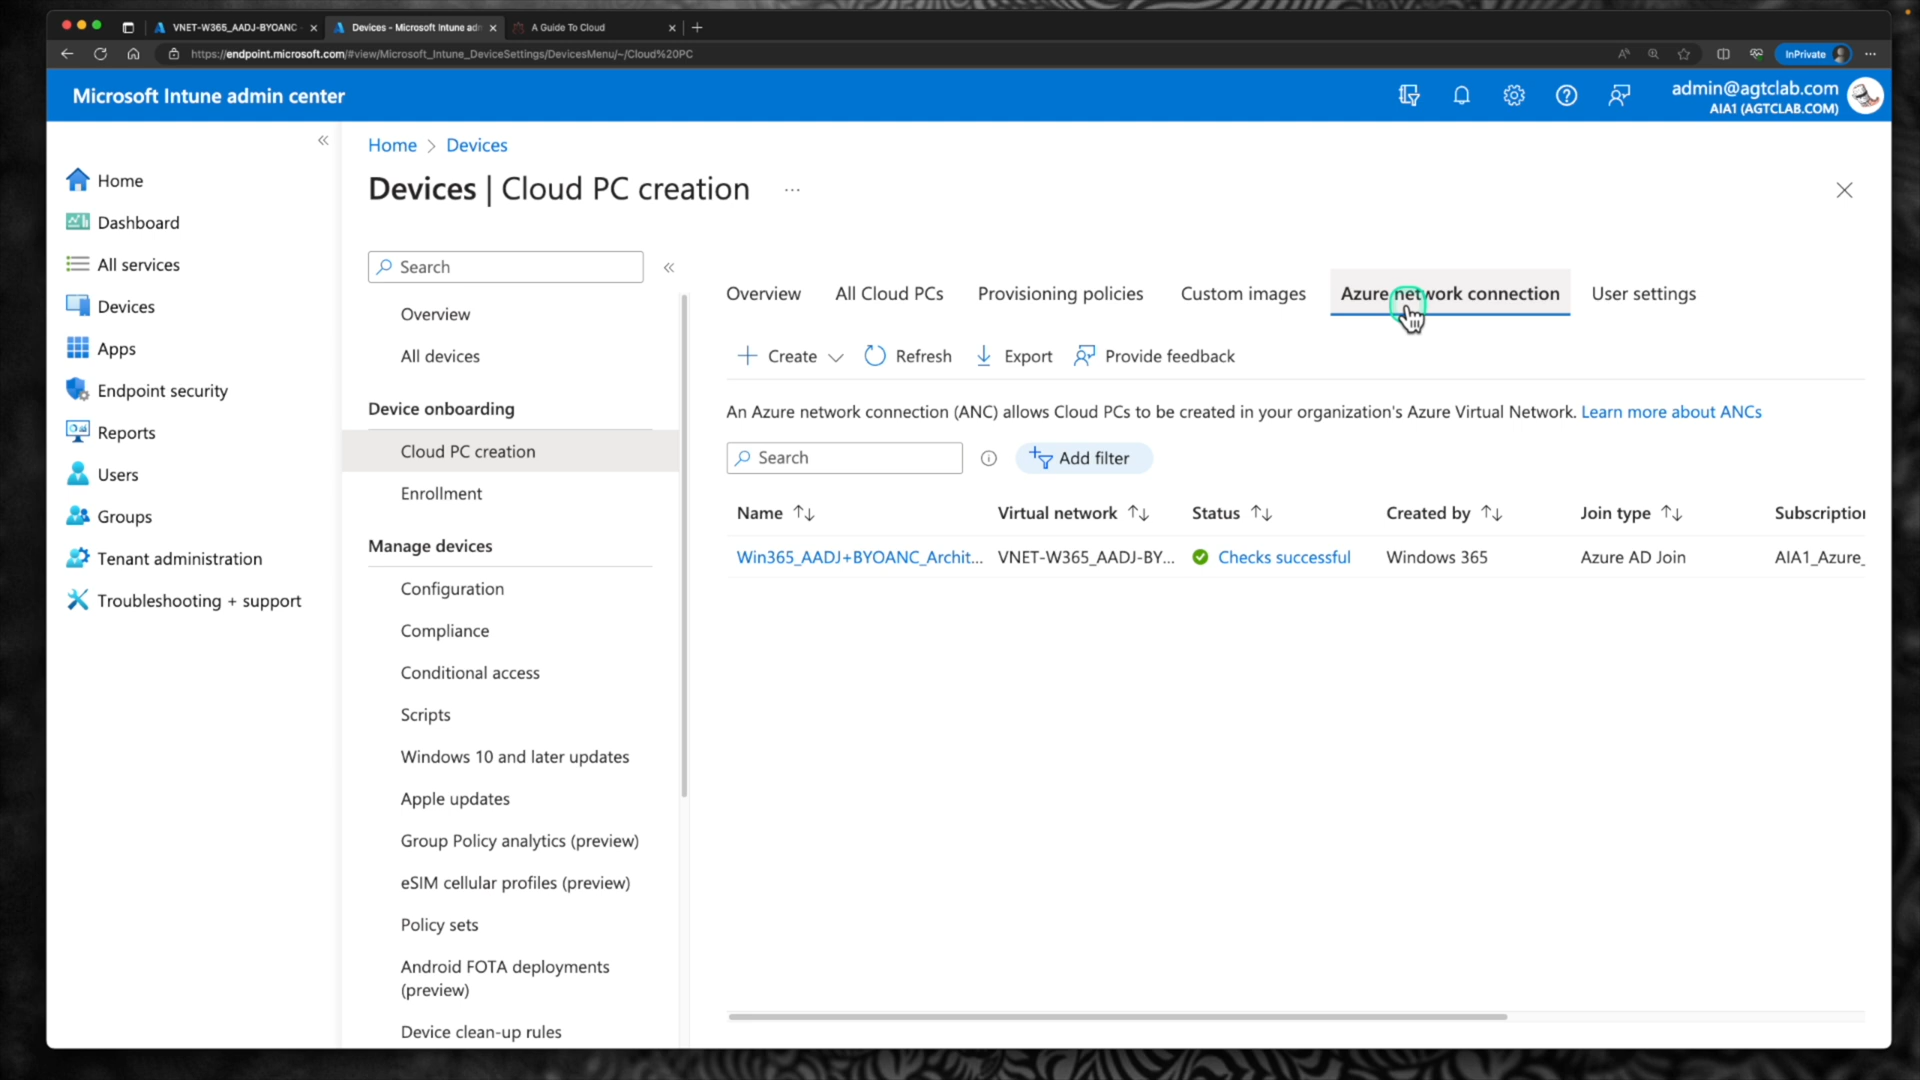 VNET-W365_AADJ-BYOANC -
Devices - Microsoft Intune adm
A Guide To Cloud
https://endpoint.microsoft.com/#view/Microsoft_Intune_DeviceSettings/DevicesMenu/~/Cloud%20PC
InPrivate
Microsoft Intune admin center
admin@agtclab.com
AIA1 (AGTCLAB.COM)
Home
Dashboard
All services
Devices
Apps
Endpoint security
Reports
Users
Groups
Tenant administration
Troubleshooting + support
Home > Devices
Devices | Cloud PC creation ...
Search
Overview
All devices
Device onboarding
Cloud PC creation
Enrollment
Manage devices
Configuration
Compliance
Conditional access
Scripts
Windows 10 and later updates
Apple updates
Group Policy analytics (preview)
eSIM cellular profiles (preview)
Policy sets
Android FOTA deployments
(preview)
Device clean-up rules
Overview All Cloud PCs Provisioning policies Custom images Azure network connection User settings
Create Refresh Export Provide feedback
An Azure network connection (ANC) allows Cloud PCs to be created in your organization's Azure Virtual Network. Learn more about ANCs
Search Add filter
Name Virtual network Status Created by Join type Subscription
Win365_AADJ+BYOANC_Archit... VNET-W365_AADJ-BY... Checks successful Windows 365 Azure AD Join AIA1_Azure_